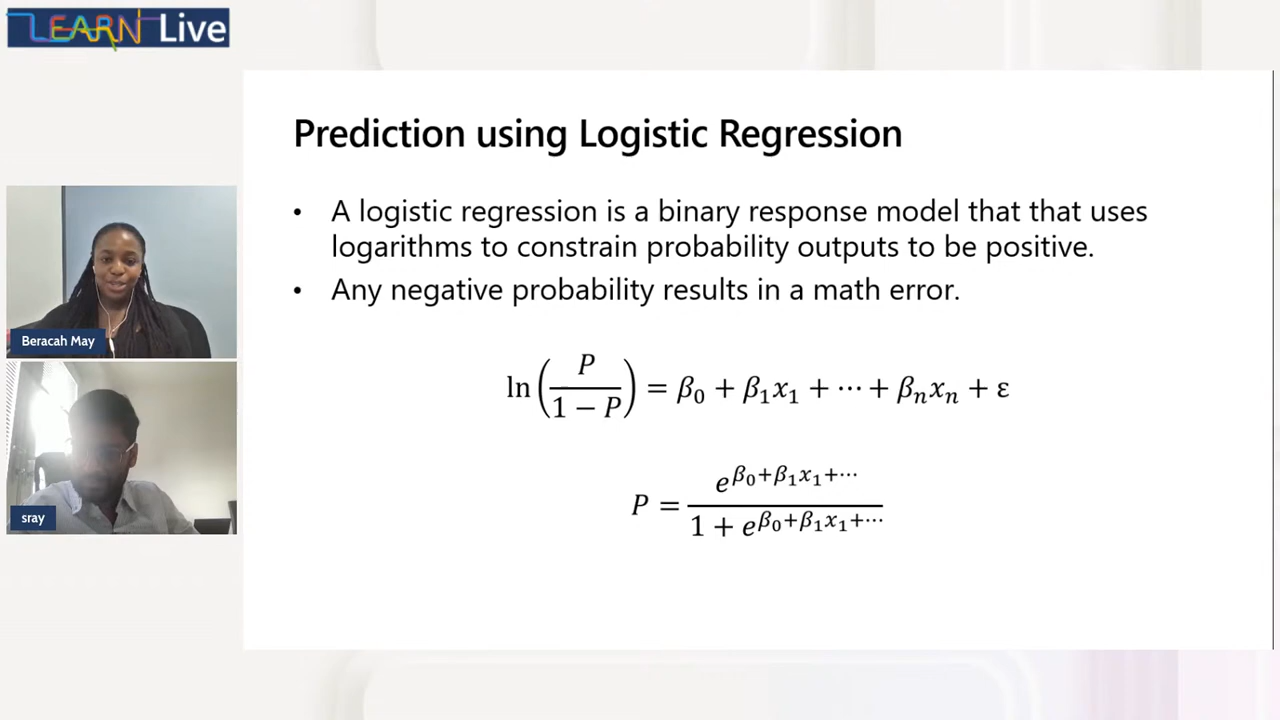 LEARN Live
Prediction using Logistic Regression
• A logistic regression is a binary response model that that uses
logarithms to constrain probability outputs to be positive.
• Any negative probability results in a math error.
ln(P/(1 − P)) = β₀ + β₁x₁ + ⋯ + βₙxₙ + ε
P = e^(β₀+β₁x₁+⋯) / (1 + e^(β₀+β₁x₁+⋯))
Beracah May
sray